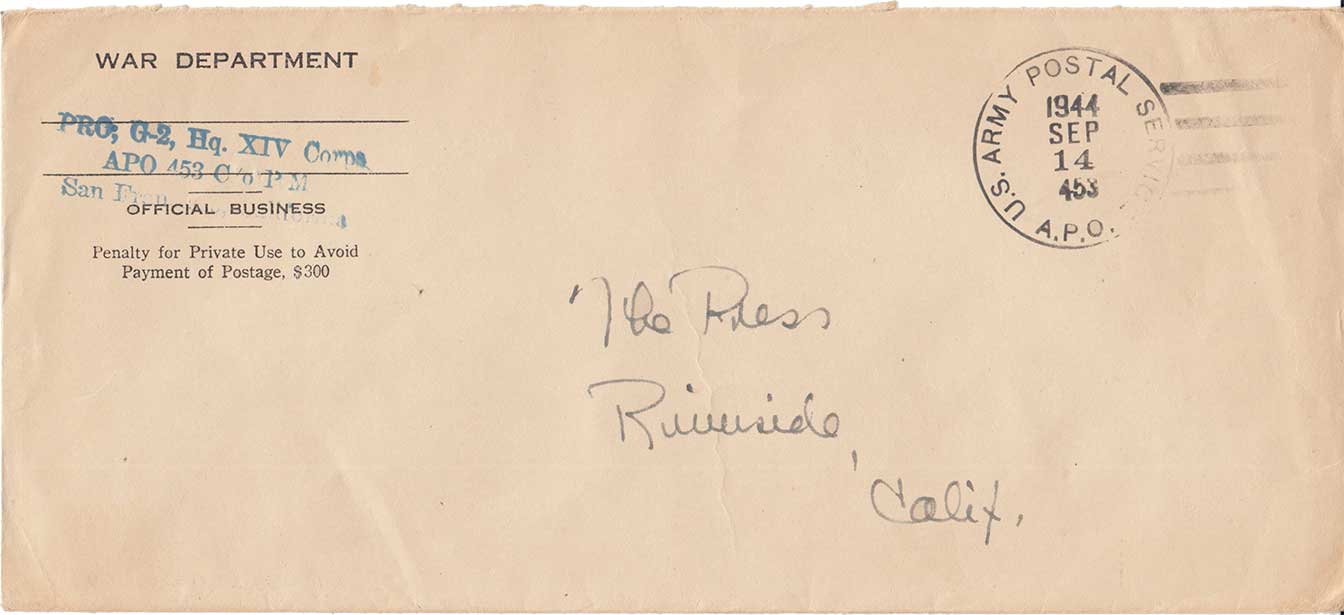 WAR DEPARTMENT
PRO, G-2, Hq. XIV Corps
APO 453 C/o P M
San Fran
OFFICIAL BUSINESS
Penalty for Private Use to Avoid
Payment of Postage, $300
U.S. ARMY POSTAL SERVICE
1944
SEP
14
453
A.P.O.
The Press
Riverside,
Calif.